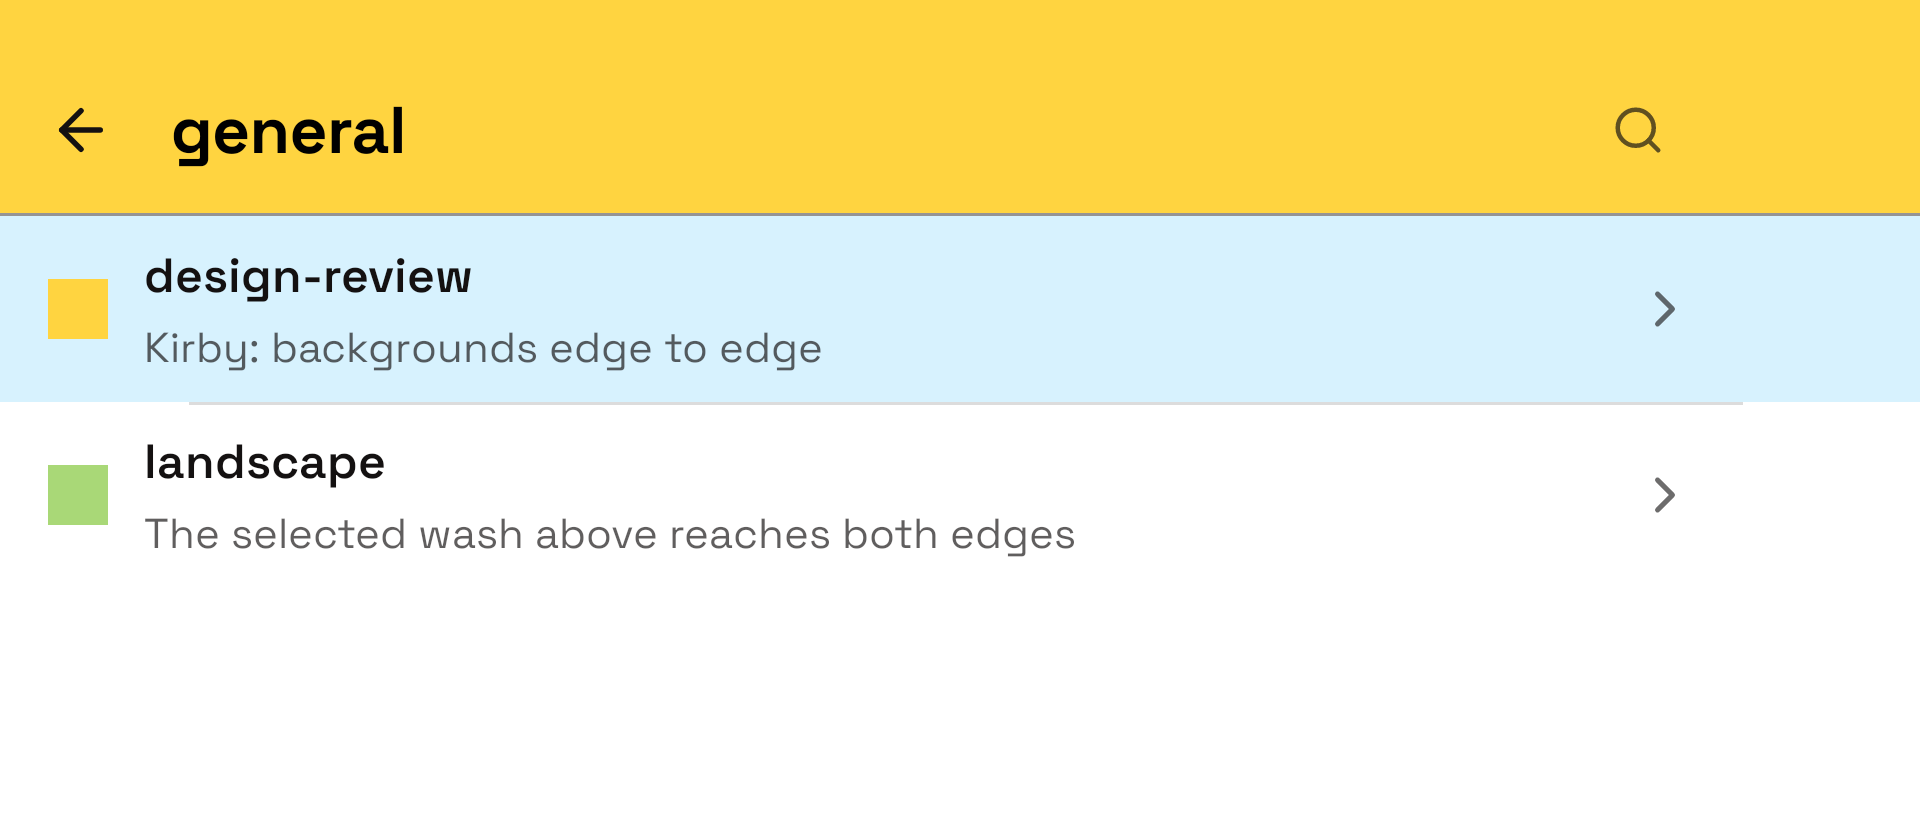 general
design-review
Kirby: backgrounds edge to edge
landscape
The selected wash above reaches both edges